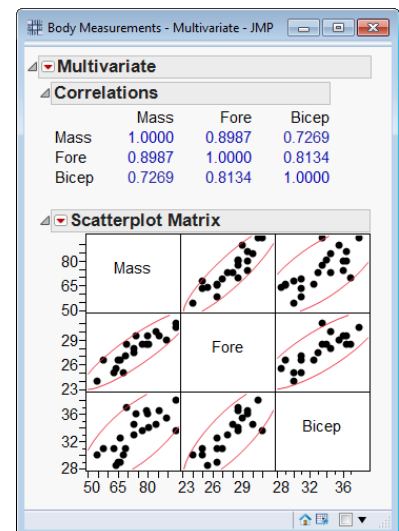 Body Measurements - Multivariate - JMP
Multivariate
Correlations
Mass Fore Bicep
Mass 1.0000 0.8987 0.7269
Fore 0.8987 1.0000 0.8134
Bicep 0.7269 0.8134 1.0000
Scatterplot Matrix
80
65
50
Mass
29
26
23
Fore
36
32
28
Bicep
50 65 80 23 26 29 28 32 36